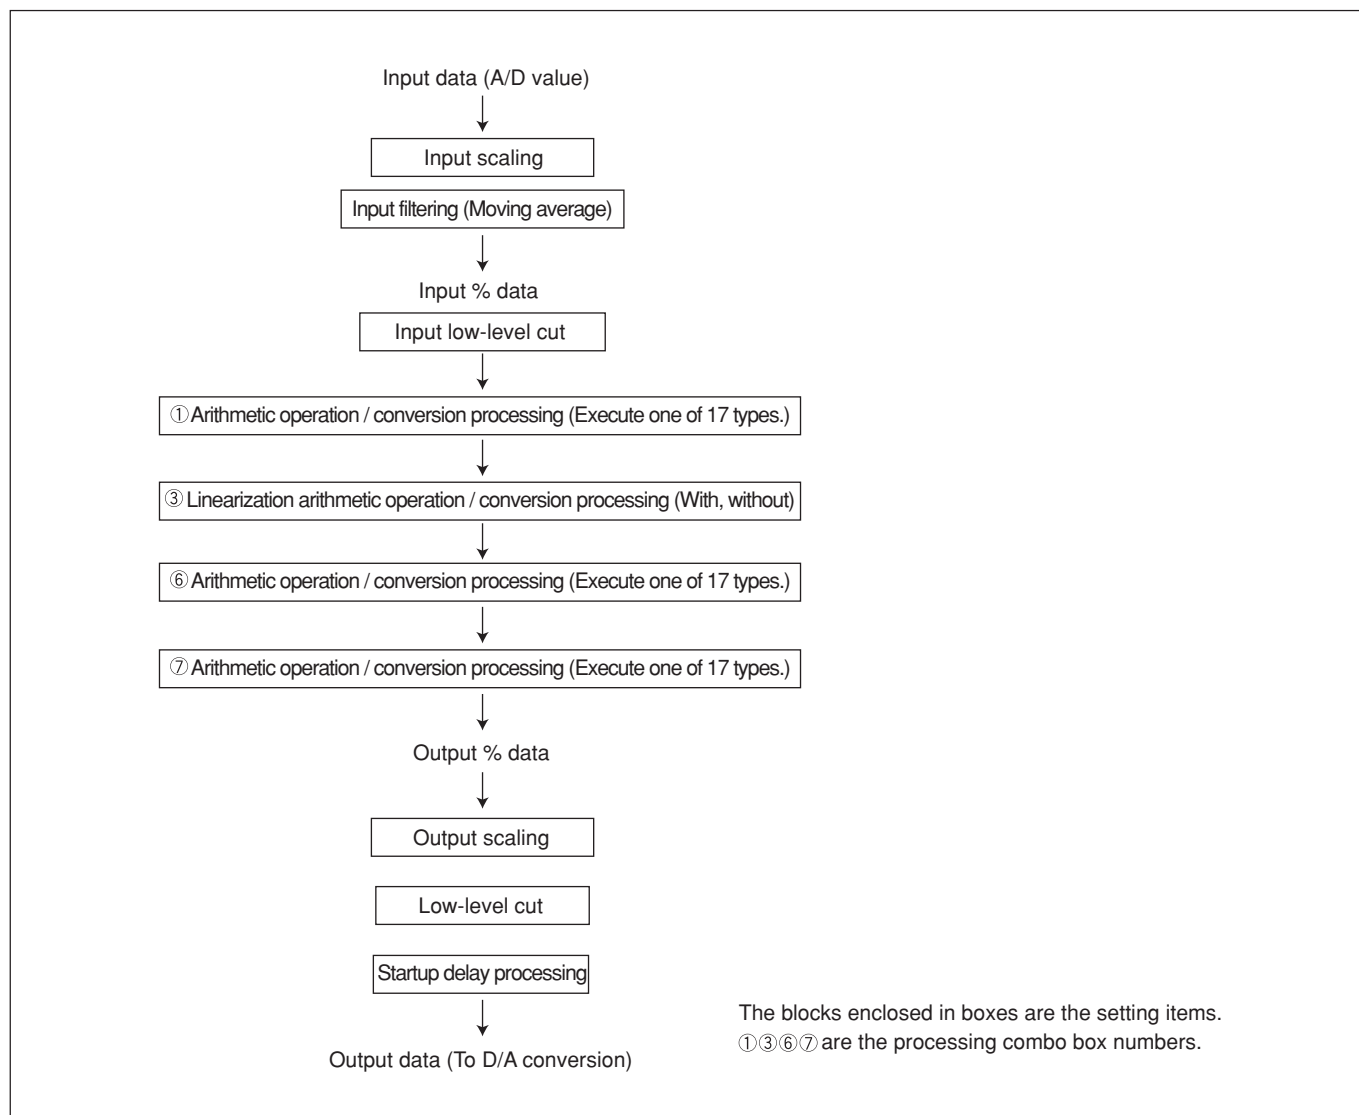 Input data (A/D value)
Input scaling
Input filtering (Moving average)
Input % data
Input low-level cut
①Arithmetic operation / conversion processing (Execute one of 17 types.)
③Linearization arithmetic operation / conversion processing (With, without)
⑥Arithmetic operation / conversion processing (Execute one of 17 types.)
⑦Arithmetic operation / conversion processing (Execute one of 17 types.)
Output % data
Output scaling
Low-level cut
Startup delay processing
Output data (To D/A conversion)
The blocks enclosed in boxes are the setting items.
①③⑥⑦are the processing combo box numbers.